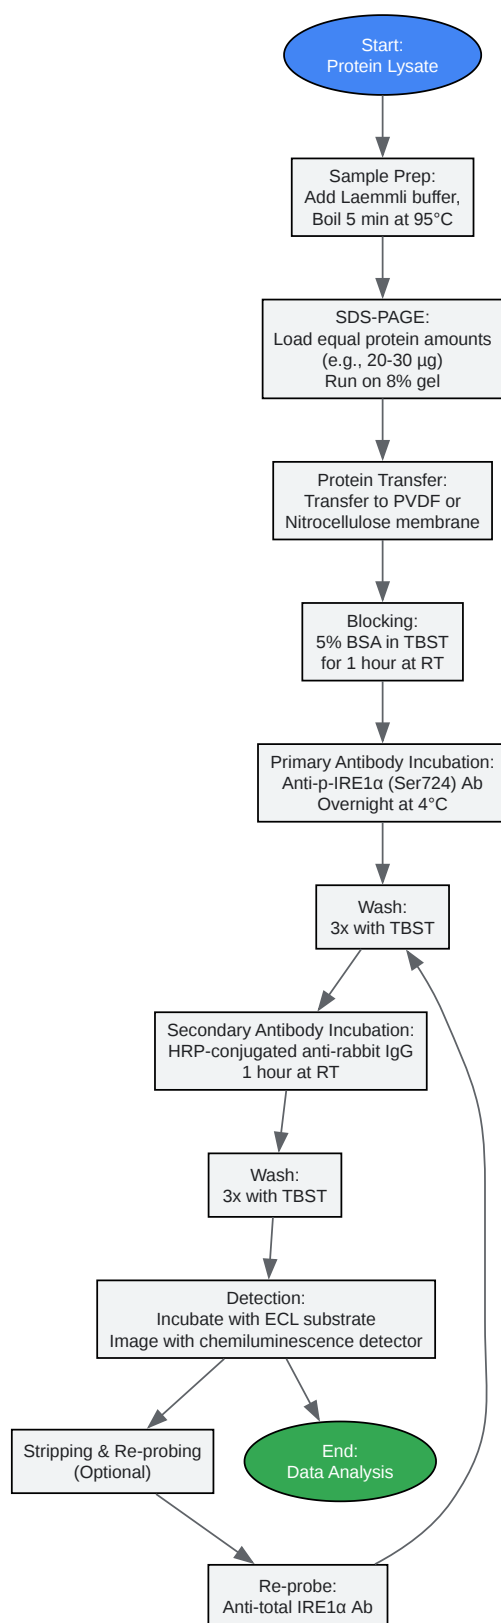 Start:
Protein Lysate
Sample Prep:
Add Laemmli buffer,
Boil 5 min at 95°C
SDS-PAGE:
Load equal protein amounts
(e.g., 20-30 µg)
Run on 8% gel
Protein Transfer:
Transfer to PVDF or
Nitrocellulose membrane
Blocking:
5% BSA in TBST
for 1 hour at RT
Primary Antibody Incubation:
Anti-p-IRE1α (Ser724) Ab
Overnight at 4°C
Wash:
3x with TBST
Secondary Antibody Incubation:
HRP-conjugated anti-rabbit IgG
1 hour at RT
Wash:
3x with TBST
Detection:
Incubate with ECL substrate
Image with chemiluminescence detector
Stripping & Re-probing
(Optional)
End:
Data Analysis
Re-probe:
Anti-total IRE1α Ab